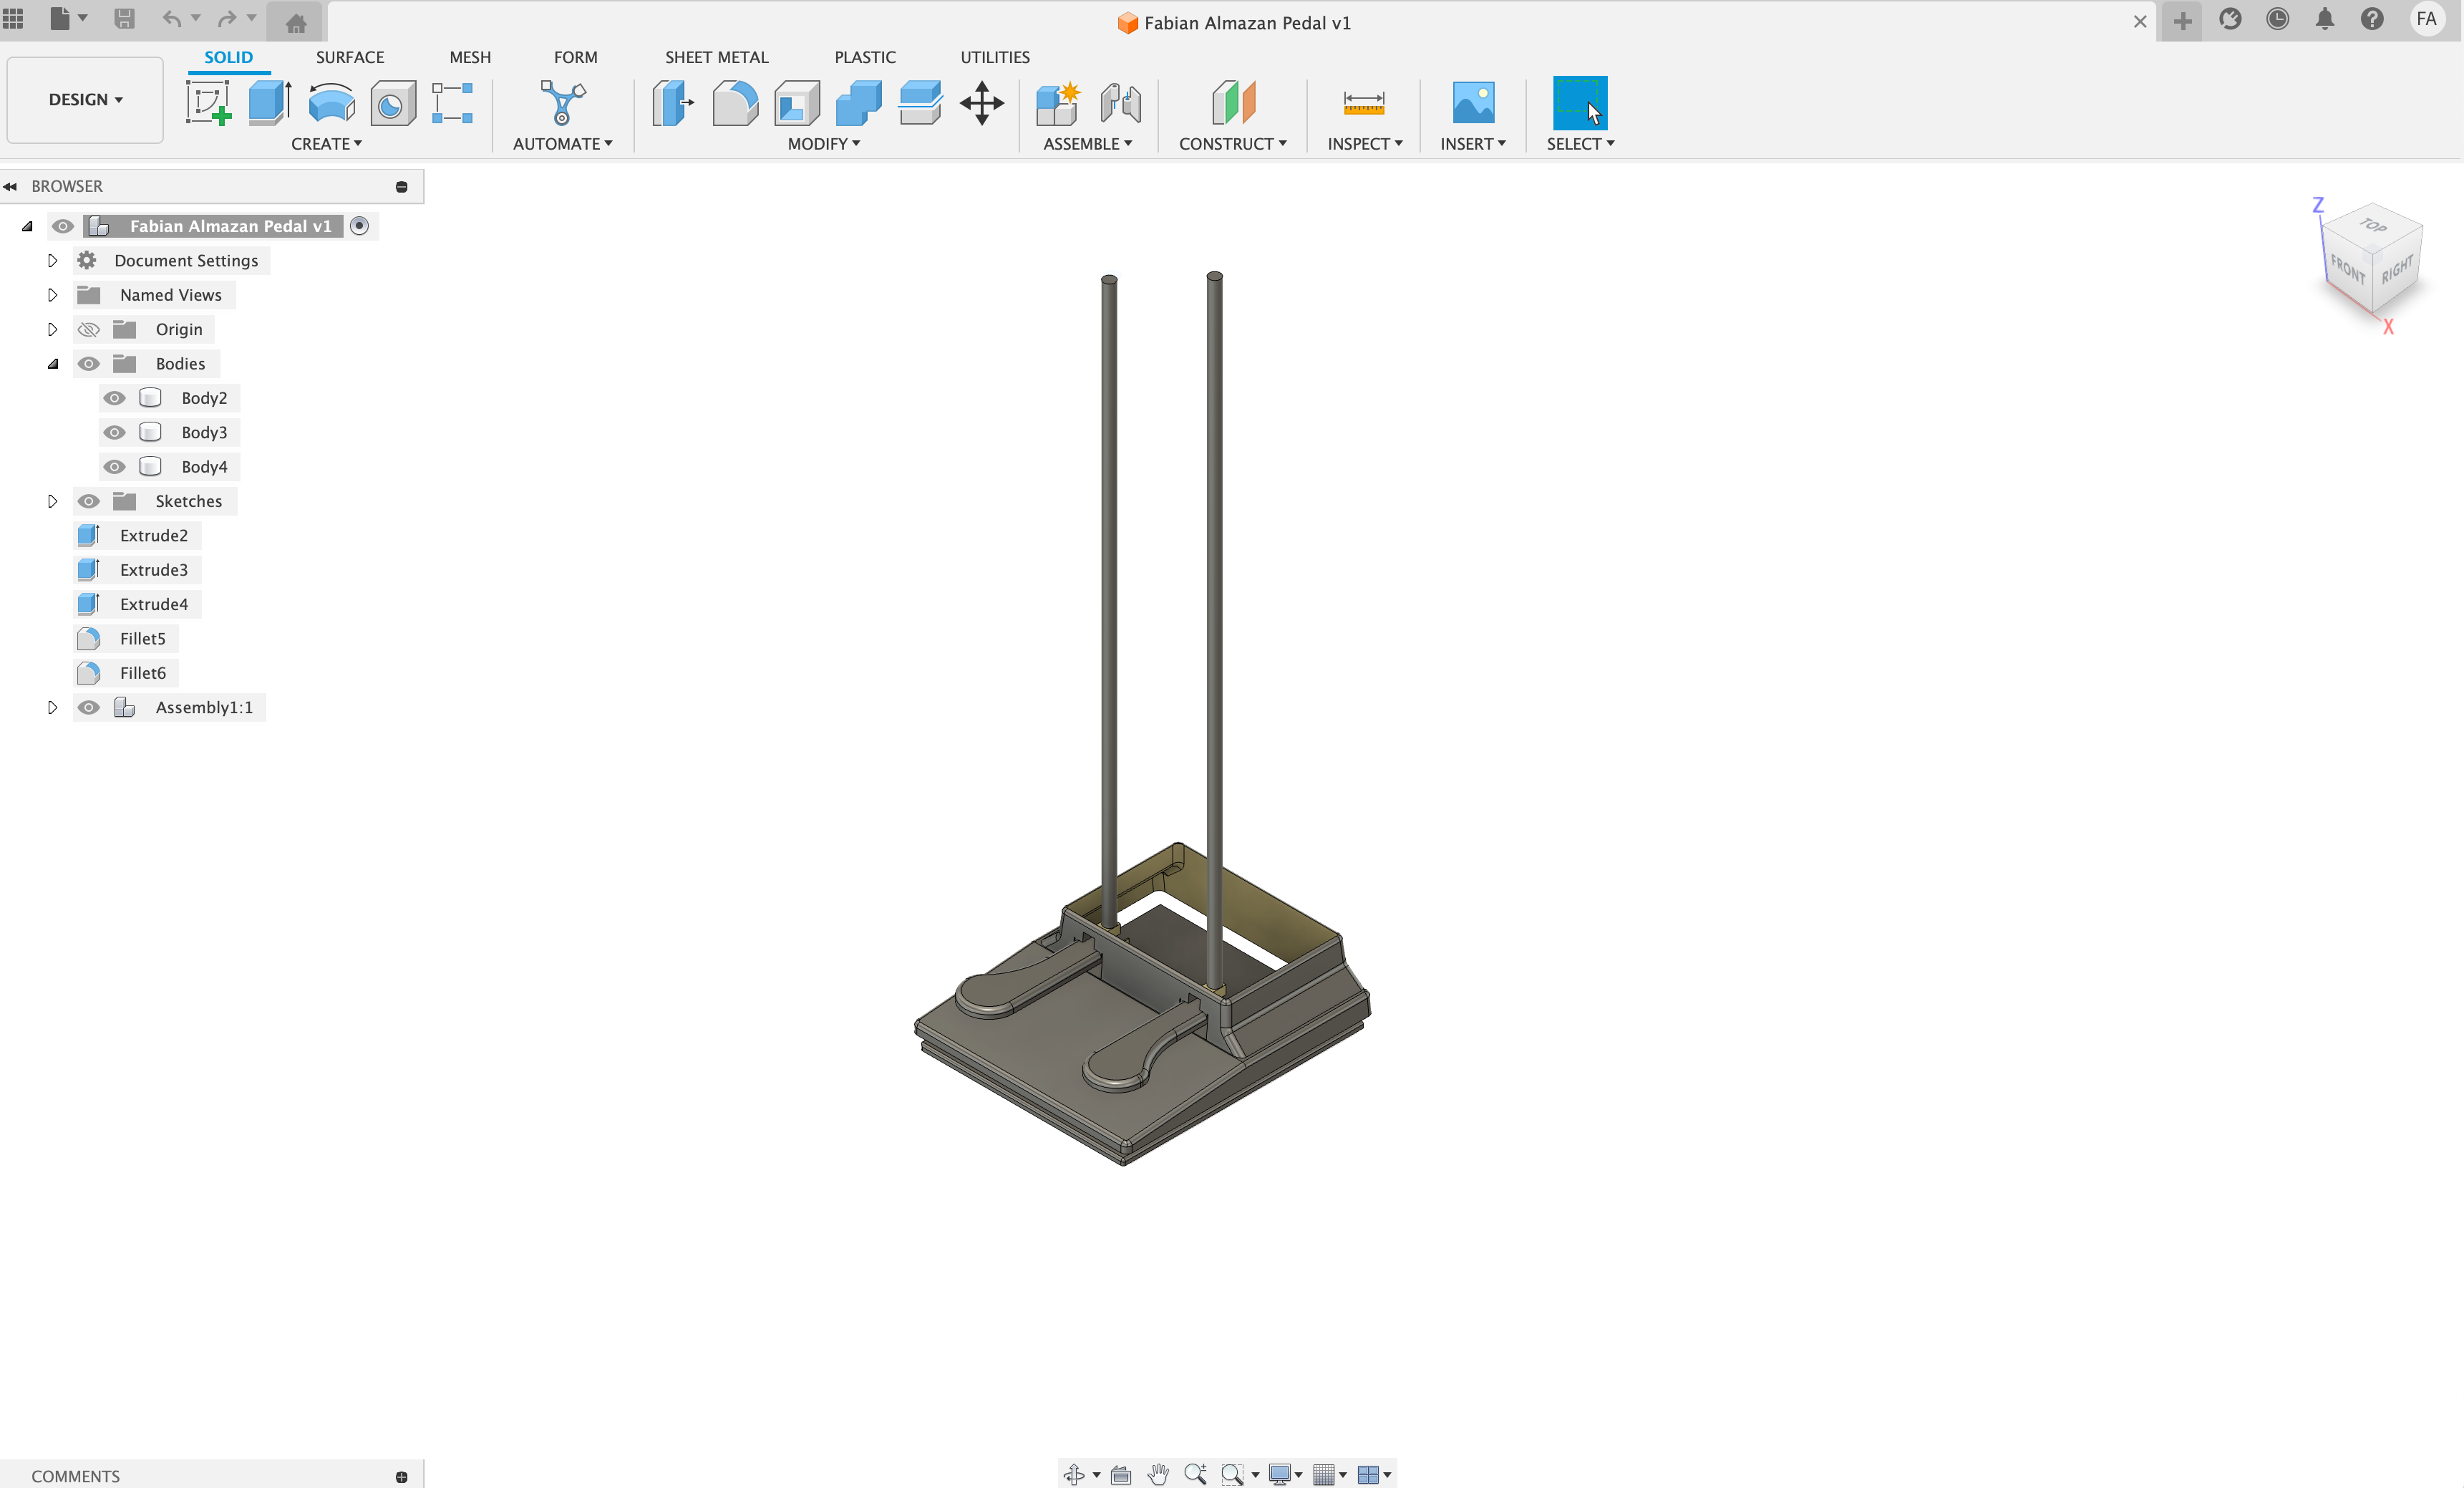 Fabian Almazan Pedal v1
FA
SOLID SURFACE MESH FORM SHEET METAL PLASTIC UTILITIES
DESIGN
CREATE AUTOMATE MODIFY ASSEMBLE CONSTRUCT INSPECT INSERT SELECT
BROWSER
Fabian Almazan Pedal v1
Document Settings
Named Views
Origin
Bodies
Body2
Body3
Body4
Sketches
Extrude2
Extrude3
Extrude4
Fillet5
Fillet6
Assembly1:1
Z
TOP
FRONT RIGHT
X
COMMENTS